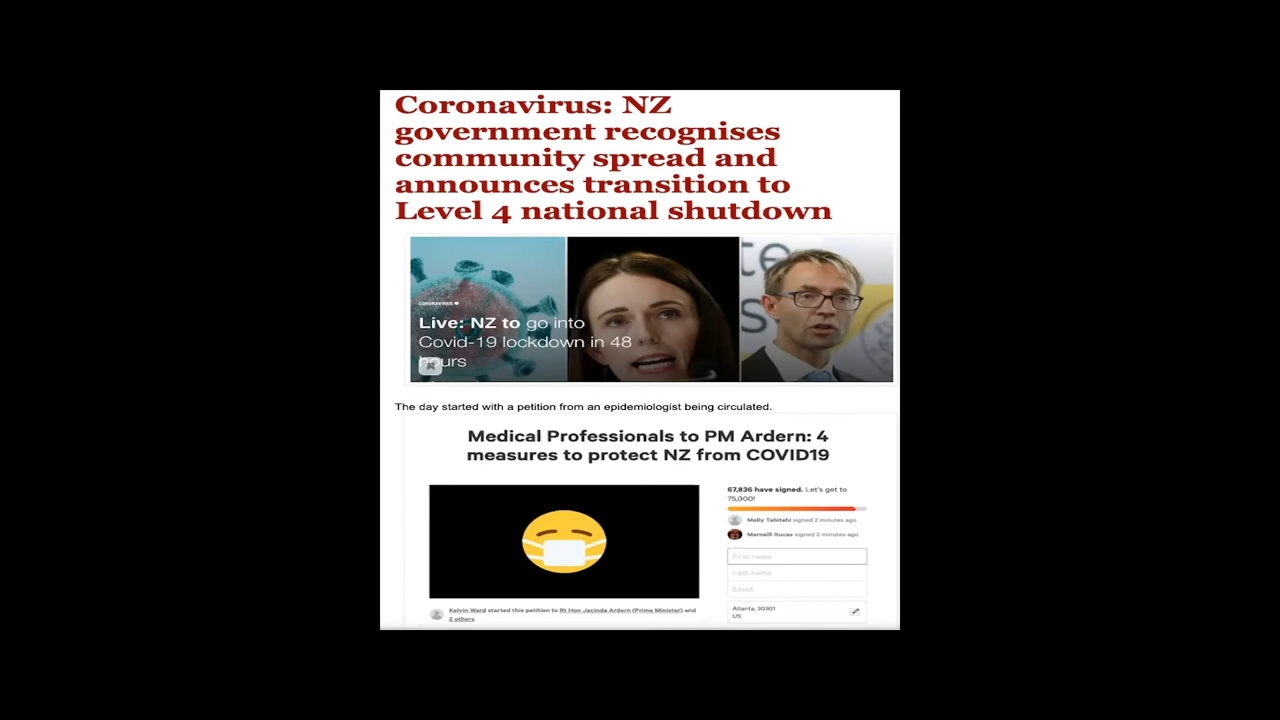 Coronavirus: NZ
government recognises
community spread and
announces transition to
Level 4 national shutdown
CORONAVIRUS
Live: NZ to go into
Covid-19 lockdown in 48
hours
The day started with a petition from an epidemiologist being circulated.
Medical Professionals to PM Ardern: 4
measures to protect NZ from COVID19
67,836 have signed. Let's get to
75,000!
Molly Tahitahi signed 2 minutes ago
signed 2 minutes ago
First name
Last name
Email
Kelvin Ward started this petition to Rt Hon Jacinda Ardern (Prime Minister) and
2 others
Atlanta, 30301
US